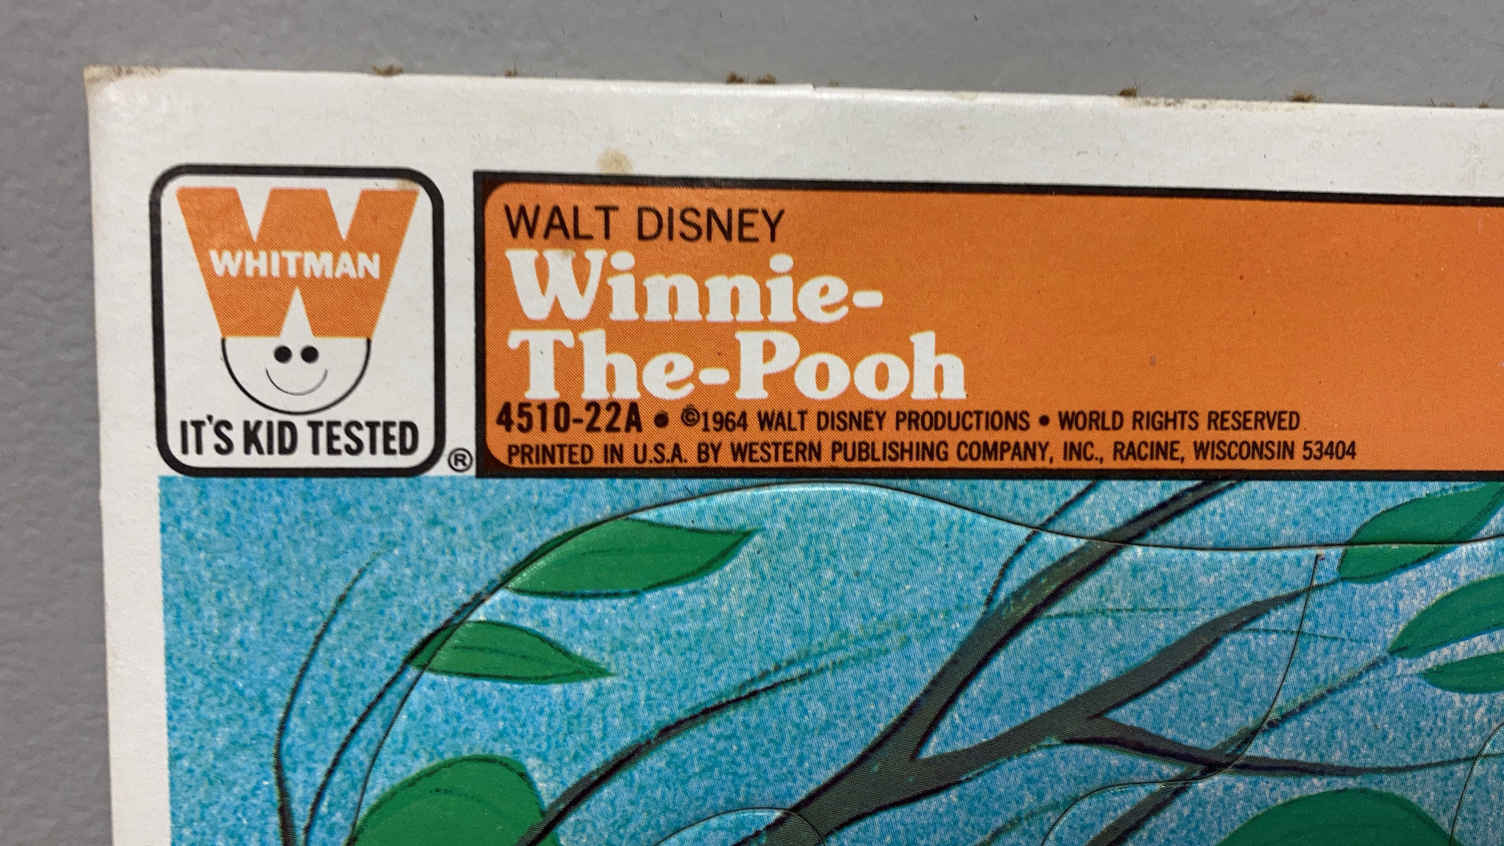 WHITMAN
IT'S KID TESTED
®
WALT DISNEY
Winnie-
The-Pooh
4510-22A • ©1964 WALT DISNEY PRODUCTIONS • WORLD RIGHTS RESERVED
PRINTED IN U.S.A. BY WESTERN PUBLISHING COMPANY, INC., RACINE, WISCONSIN 53404